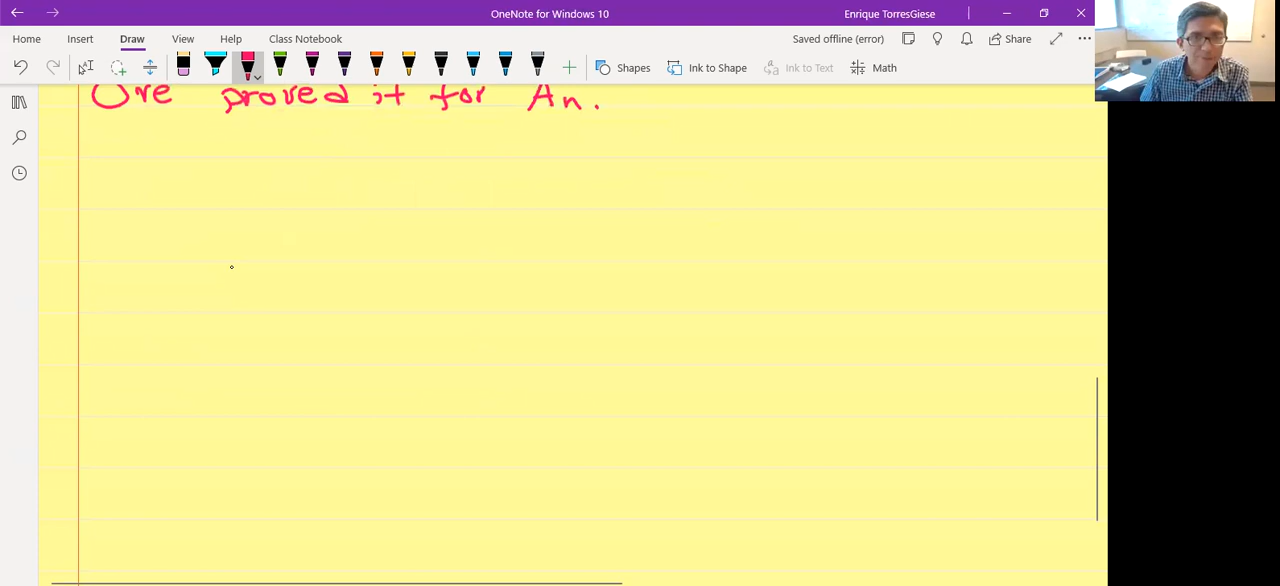 OneNote for Windows 10
Enrique TorresGiese
Home Insert Draw View Help Class Notebook
Saved offline (error) Share
Shapes Ink to Shape Ink to Text Math
Ore proved it for An.